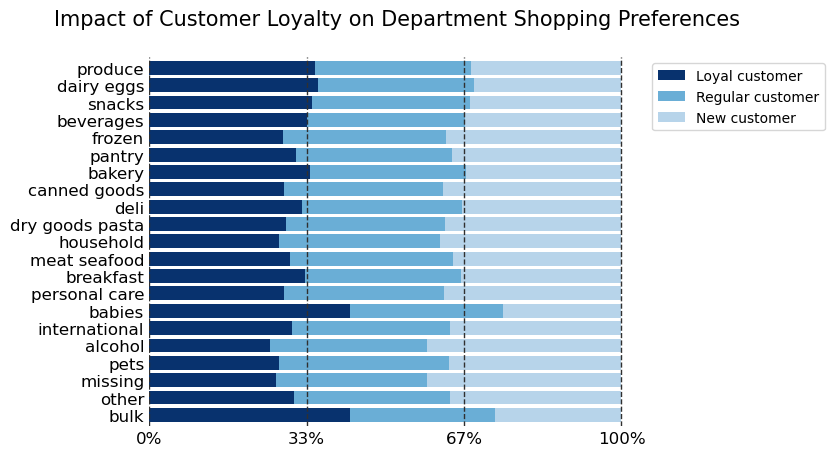 Impact of Customer Loyalty on Department Shopping Preferences
produce
dairy eggs
snacks
beverages
frozen
pantry
bakery
canned goods
deli
dry goods pasta
household
meat seafood
breakfast
personal care
babies
international
alcohol
pets
missing
other
bulk
0% 33% 67% 100%
Loyal customer
Regular customer
New customer